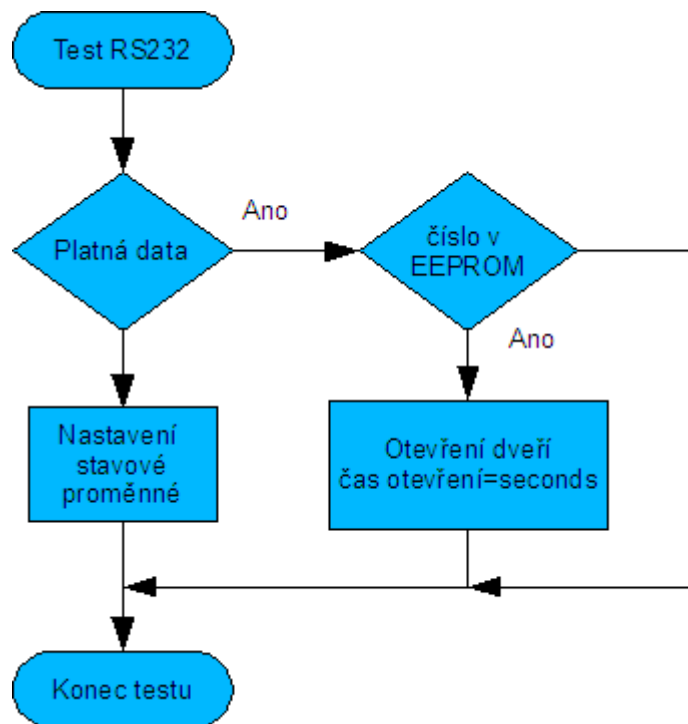 Test RS232
Platná data
Ano
číslo v
EEPROM
Ano
Nastavení
stavové
proměnné
Otevření dveří
čas otevření=seconds
Konec testu